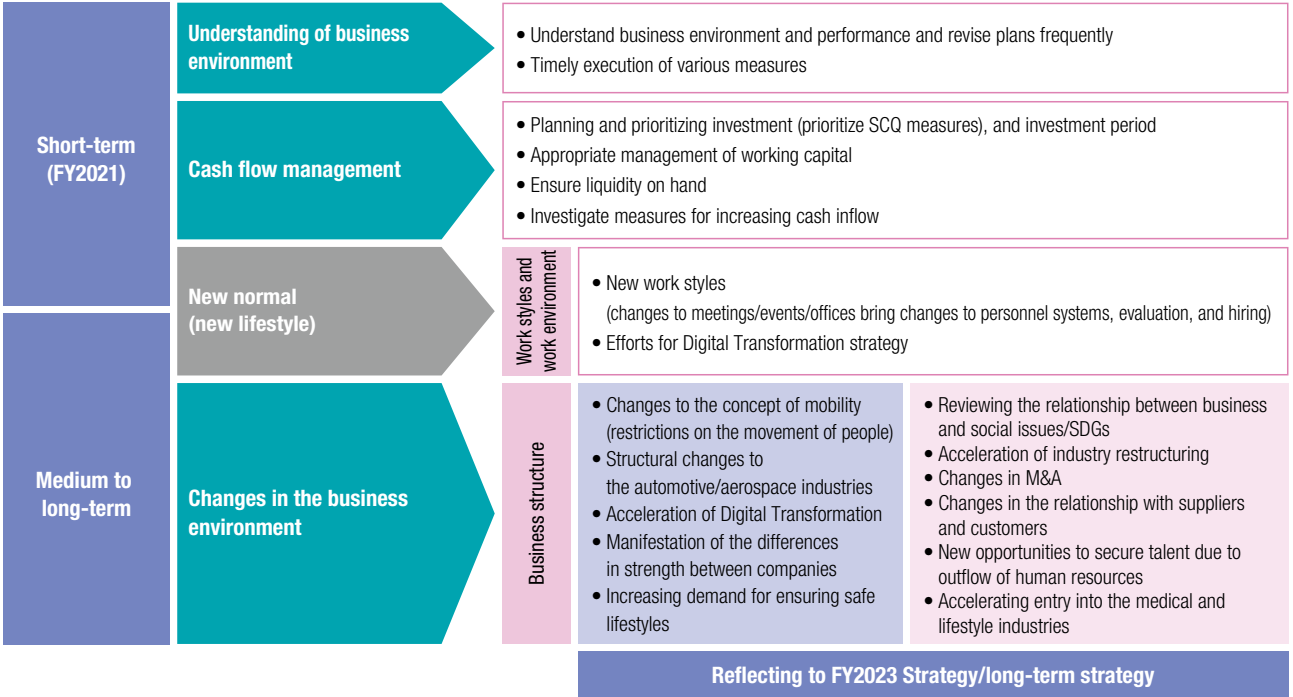 Short-term
(FY2021)
Understanding of business
environment
• Understand business environment and performance and revise plans frequently
• Timely execution of various measures
Cash flow management
• Planning and prioritizing investment (prioritize SCQ measures), and investment period
• Appropriate management of working capital
• Ensure liquidity on hand
• Investigate measures for increasing cash inflow
New normal
(new lifestyle)
Work styles and
work environment
• New work styles
(changes to meetings/events/offices bring changes to personnel systems, evaluation, and hiring)
• Efforts for Digital Transformation strategy
Medium to
long-term
Changes in the business
environment
Business structure
• Changes to the concept of mobility
(restrictions on the movement of people)
• Structural changes to
the automotive/aerospace industries
• Acceleration of Digital Transformation
• Manifestation of the differences
in strength between companies
• Increasing demand for ensuring safe
lifestyles
• Reviewing the relationship between business
and social issues/SDGs
• Acceleration of industry restructuring
• Changes in M&A
• Changes in the relationship with suppliers
and customers
• New opportunities to secure talent due to
outflow of human resources
• Accelerating entry into the medical and
lifestyle industries
Reflecting to FY2023 Strategy/long-term strategy